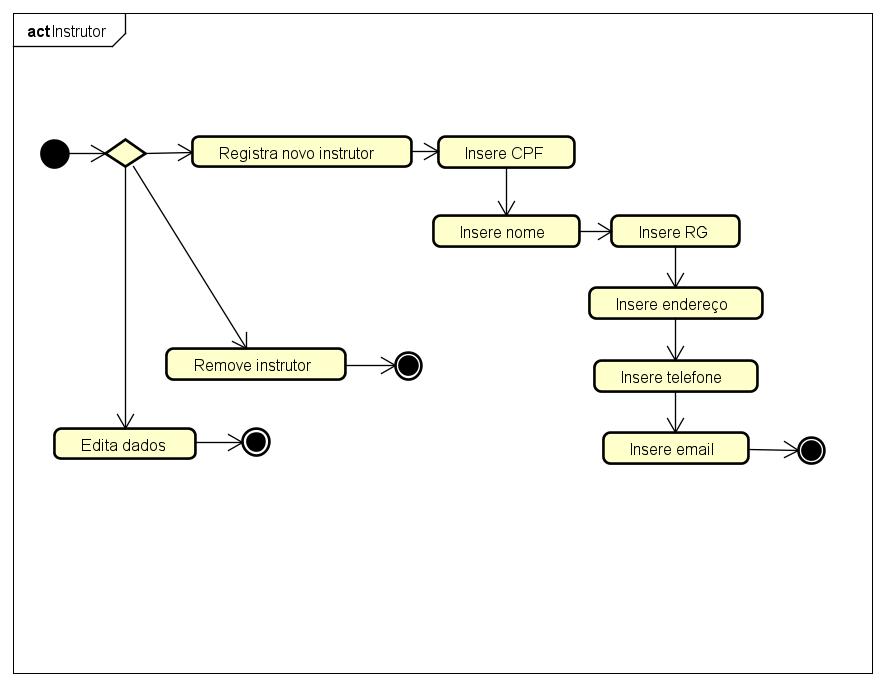 act Instrutor
Registra novo instrutor
Insere CPF
Insere nome
Insere RG
Insere endereço
Remove instrutor
Insere telefone
Edita dados
Insere email